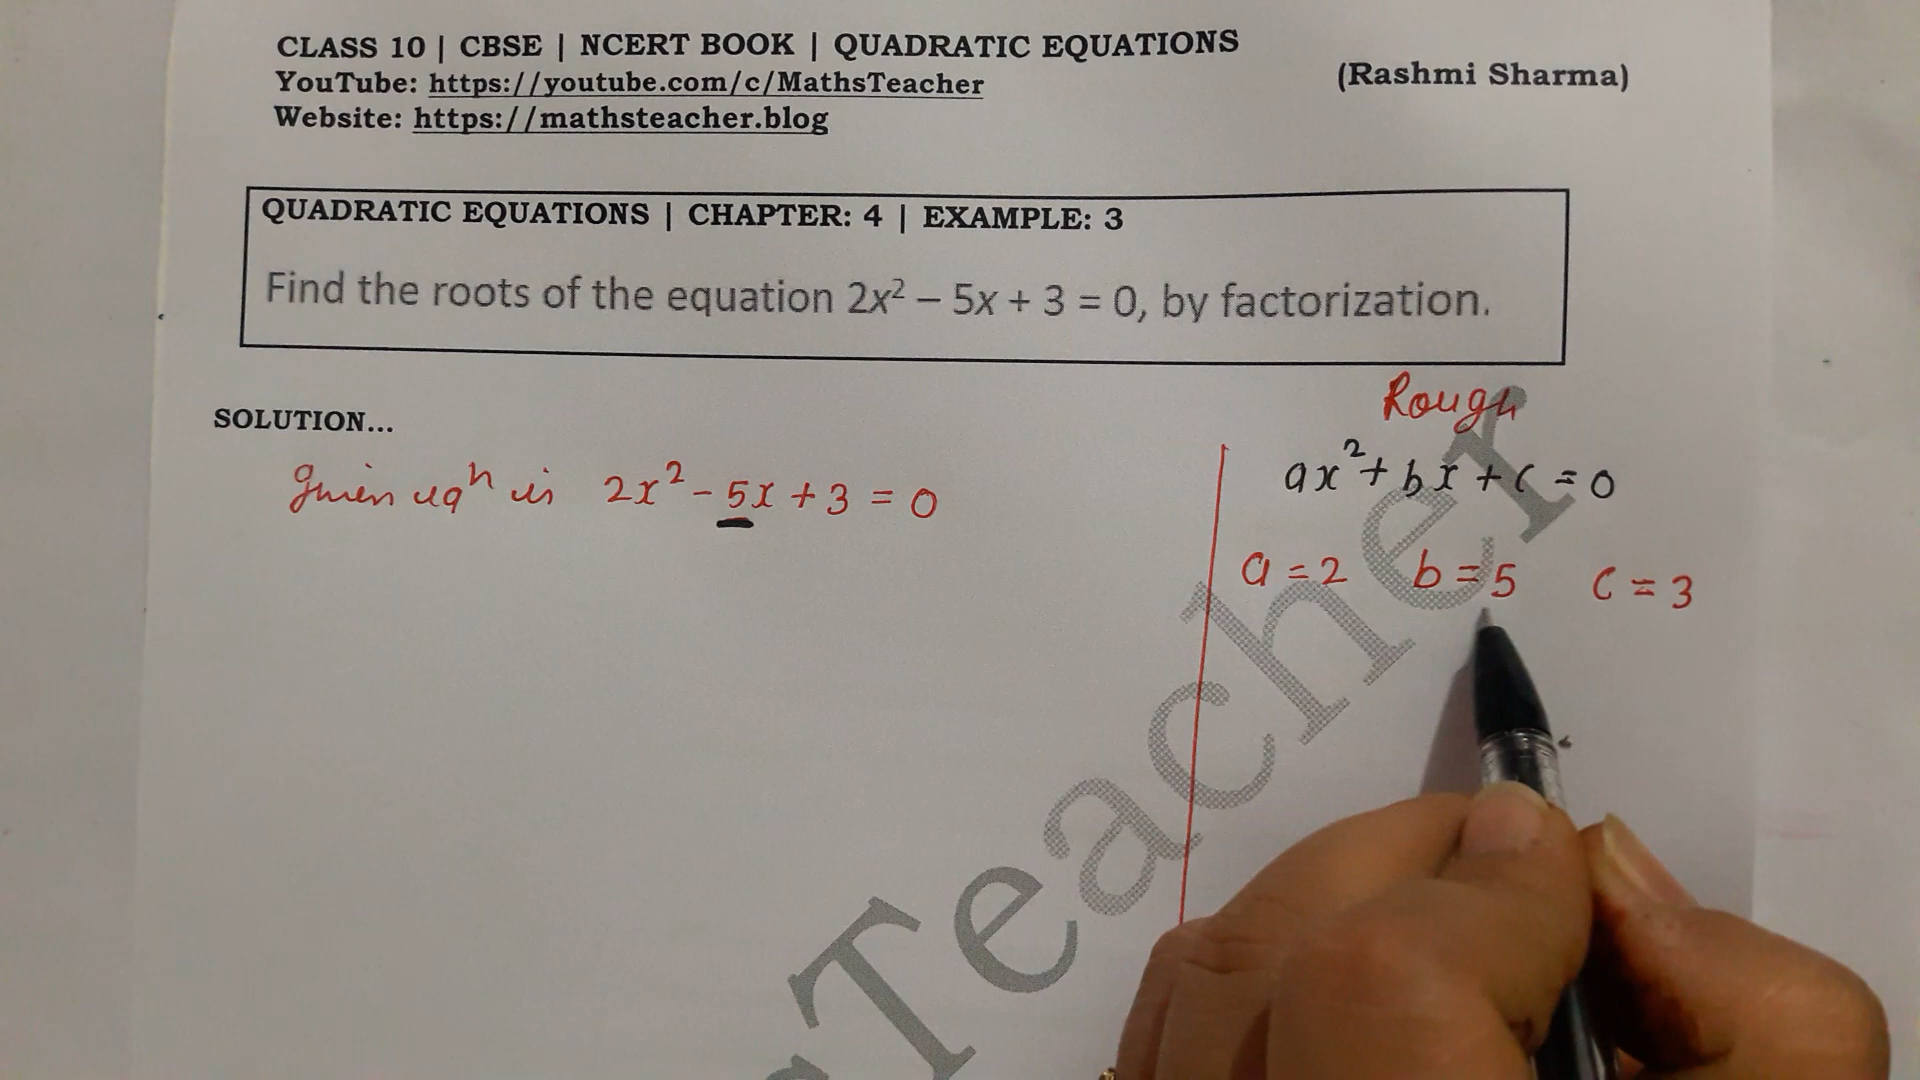 CLASS 10 | CBSE | NCERT BOOK | QUADRATIC EQUATIONS
YouTube: https://youtube.com/c/MathsTeacher
(Rashmi Sharma)
Website: https://mathsteacher.blog
QUADRATIC EQUATIONS | CHAPTER: 4 | EXAMPLE: 3
Find the roots of the equation 2x² – 5x + 3 = 0, by factorization.
SOLUTION...
Given eqⁿ is 2x² - 5x + 3 = 0
Rough
ax² + bx + c = 0
a = 2 b = 5 c = 3
sTeacher